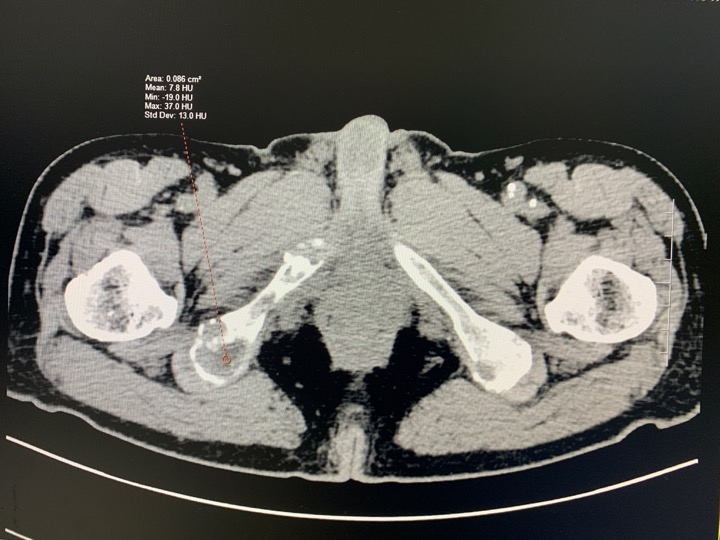 Area: 0.086 cm²
Mean: 7.8 HU
Min: -19.0 HU
Max: 37.0 HU
Std Dev: 13.0 HU